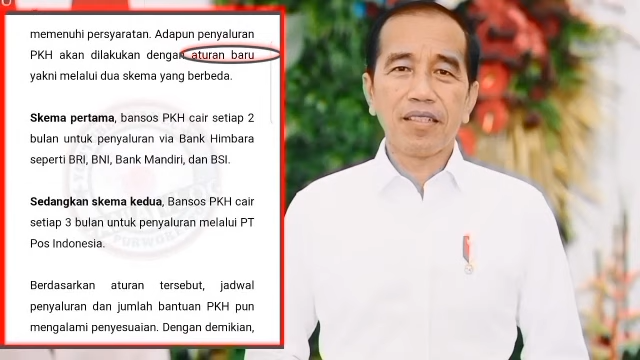 memenuhi persyaratan. Adapun penyaluran
PKH akan dilakukan dengan aturan baru
yakni melalui dua skema yang berbeda.
Skema pertama, bansos PKH cair setiap 2
bulan untuk penyaluran via Bank Himbara
seperti BRI, BNI, Bank Mandiri, dan BSI.
Sedangkan skema kedua, Bansos PKH cair
setiap 3 bulan untuk penyaluran melalui PT
Pos Indonesia.
Berdasarkan aturan tersebut, jadwal
penyaluran dan jumlah bantuan PKH pun
mengalami penyesuaian. Dengan demikian,